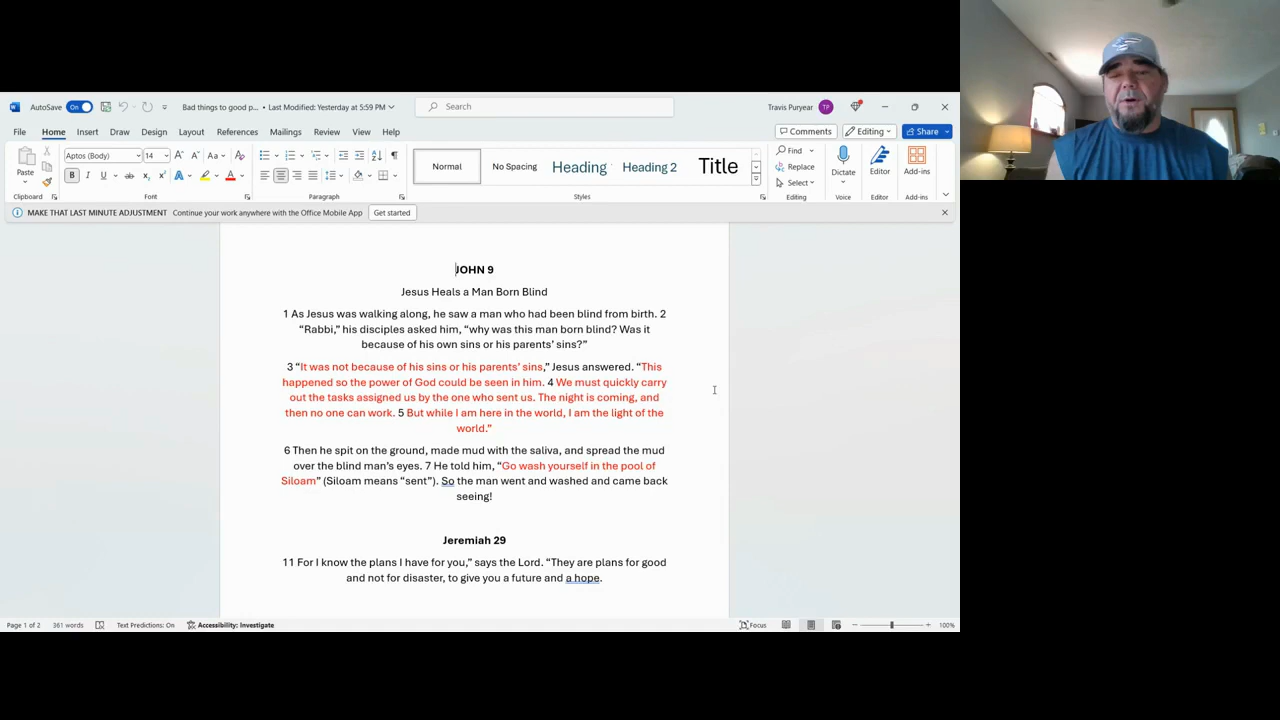 AutoSave On Bad things to good p... • Last Modified: Yesterday at 5:59 PM Search Travis Puryear TP
File Home Insert Draw Design Layout References Mailings Review View Help Comments Editing Share
Paste Aptos (Body) 14 Aa Normal No Spacing Heading Heading 2 Title Find Replace Select Dictate Editor Add-ins
B I U ab x A A
Clipboard Font Paragraph Styles Editing Voice Editor Add-ins
MAKE THAT LAST MINUTE ADJUSTMENT Continue your work anywhere with the Office Mobile App Get started
JOHN 9
Jesus Heals a Man Born Blind
1 As Jesus was walking along, he saw a man who had been blind from birth. 2
“Rabbi,” his disciples asked him, “why was this man born blind? Was it
because of his own sins or his parents’ sins?”
3 “It was not because of his sins or his parents’ sins,” Jesus answered. “This
happened so the power of God could be seen in him. 4 We must quickly carry
out the tasks assigned us by the one who sent us. The night is coming, and
then no one can work. 5 But while I am here in the world, I am the light of the
world.”
6 Then he spit on the ground, made mud with the saliva, and spread the mud
over the blind man’s eyes. 7 He told him, “Go wash yourself in the pool of
Siloam” (Siloam means “sent”). So the man went and washed and came back
seeing!
Jeremiah 29
11 For I know the plans I have for you,” says the Lord. “They are plans for good
and not for disaster, to give you a future and a hope.
Page 1 of 2 361 words Text Predictions: On Accessibility: Investigate Focus 100%